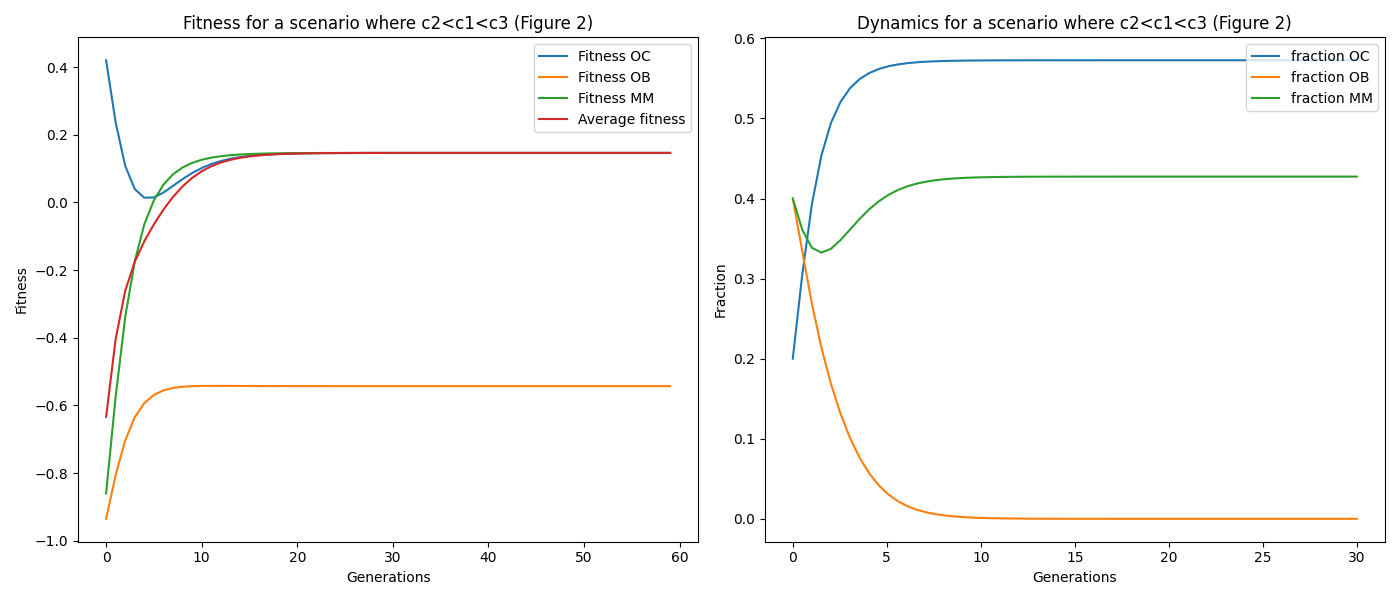 Fitness for a scenario where c2<c1<c3 (Figure 2)
Fitness
0.4
0.2
0.0
−0.2
−0.4
−0.6
−0.8
−1.0
Fitness OC
Fitness OB
Fitness MM
Average fitness
0 10 20 30 40 50 60
Generations
Dynamics for a scenario where c2<c1<c3 (Figure 2)
Fraction
0.6
0.5
0.4
0.3
0.2
0.1
0.0
fraction OC
fraction OB
fraction MM
0 5 10 15 20 25 30
Generations